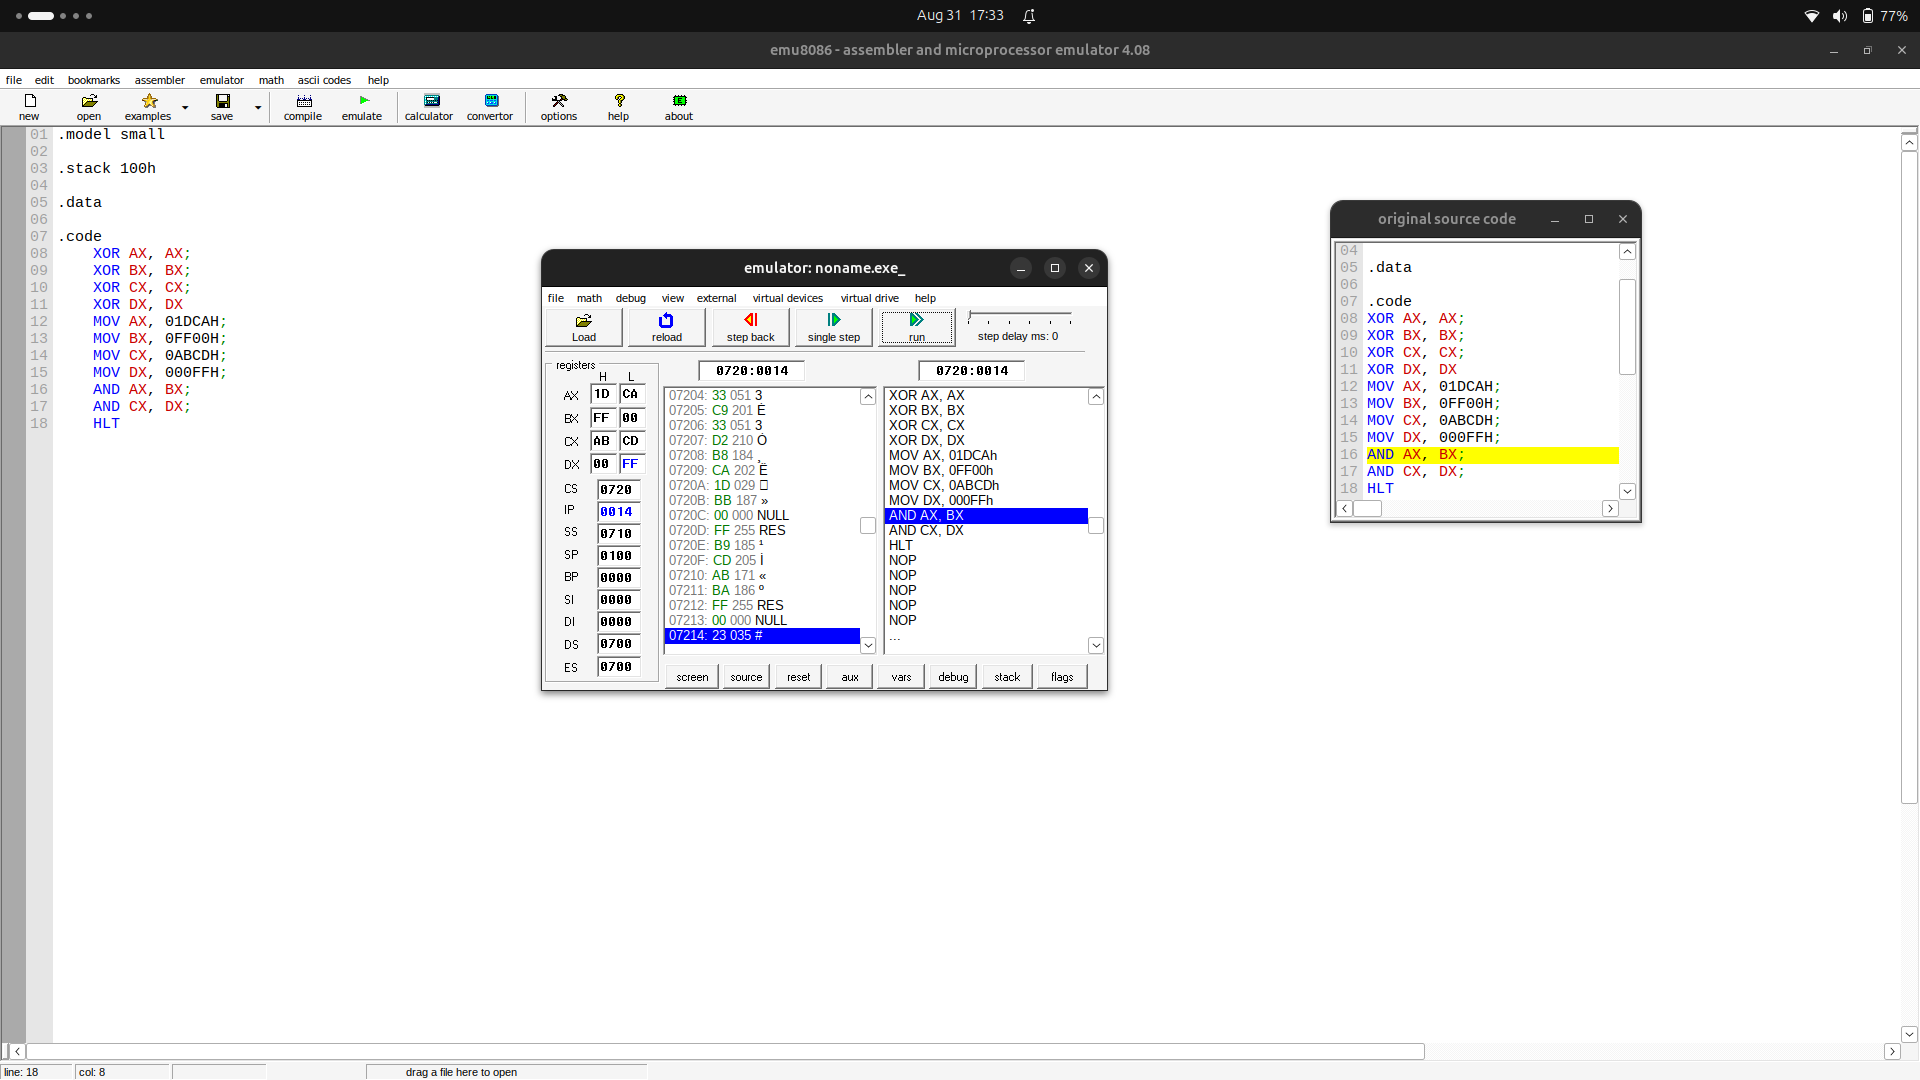 Aug 31 17:33
77%
emu8086 - assembler and microprocessor emulator 4.08
file edit bookmarks assembler emulator math ascii codes help
new open examples save compile emulate calculator convertor options help about
01 .model small
02
03 .stack 100h
04
05 .data
06
07 .code
08 XOR AX, AX;
09 XOR BX, BX;
10 XOR CX, CX;
11 XOR DX, DX
12 MOV AX, 01DCAH;
13 MOV BX, 0FF00H;
14 MOV CX, 0ABCDH;
15 MOV DX, 000FFH;
16 AND AX, BX;
17 AND CX, DX;
18 HLT
emulator: noname.exe_
file math debug view external virtual devices virtual drive help
Load reload step back single step run step delay ms: 0
registers
H L
AX 1D CA
BX FF 00
CX AB CD
DX 00 FF
CS 0720
IP 0014
SS 0710
SP 0100
BP 0000
SI 0000
DI 0000
DS 0700
ES 0700
0720:0014
07204: 33 051 3
07205: C9 201 É
07206: 33 051 3
07207: D2 210 Ò
07208: B8 184 ¸
07209: CA 202 Ê
0720A: 1D 029
0720B: BB 187 »
0720C: 00 000 NULL
0720D: FF 255 RES
0720E: B9 185 ¹
0720F: CD 205 Í
07210: AB 171 «
07211: BA 186 º
07212: FF 255 RES
07213: 00 000 NULL
07214: 23 035 #
0720:0014
XOR AX, AX
XOR BX, BX
XOR CX, CX
XOR DX, DX
MOV AX, 01DCAh
MOV BX, 0FF00h
MOV CX, 0ABCDh
MOV DX, 000FFh
AND AX, BX
AND CX, DX
HLT
NOP
NOP
NOP
NOP
NOP
...
screen source reset aux vars debug stack flags
original source code
04
05 .data
06
07 .code
08 XOR AX, AX;
09 XOR BX, BX;
10 XOR CX, CX;
11 XOR DX, DX
12 MOV AX, 01DCAH;
13 MOV BX, 0FF00H;
14 MOV CX, 0ABCDH;
15 MOV DX, 000FFH;
16 AND AX, BX;
17 AND CX, DX;
18 HLT
line: 18 col: 8 drag a file here to open